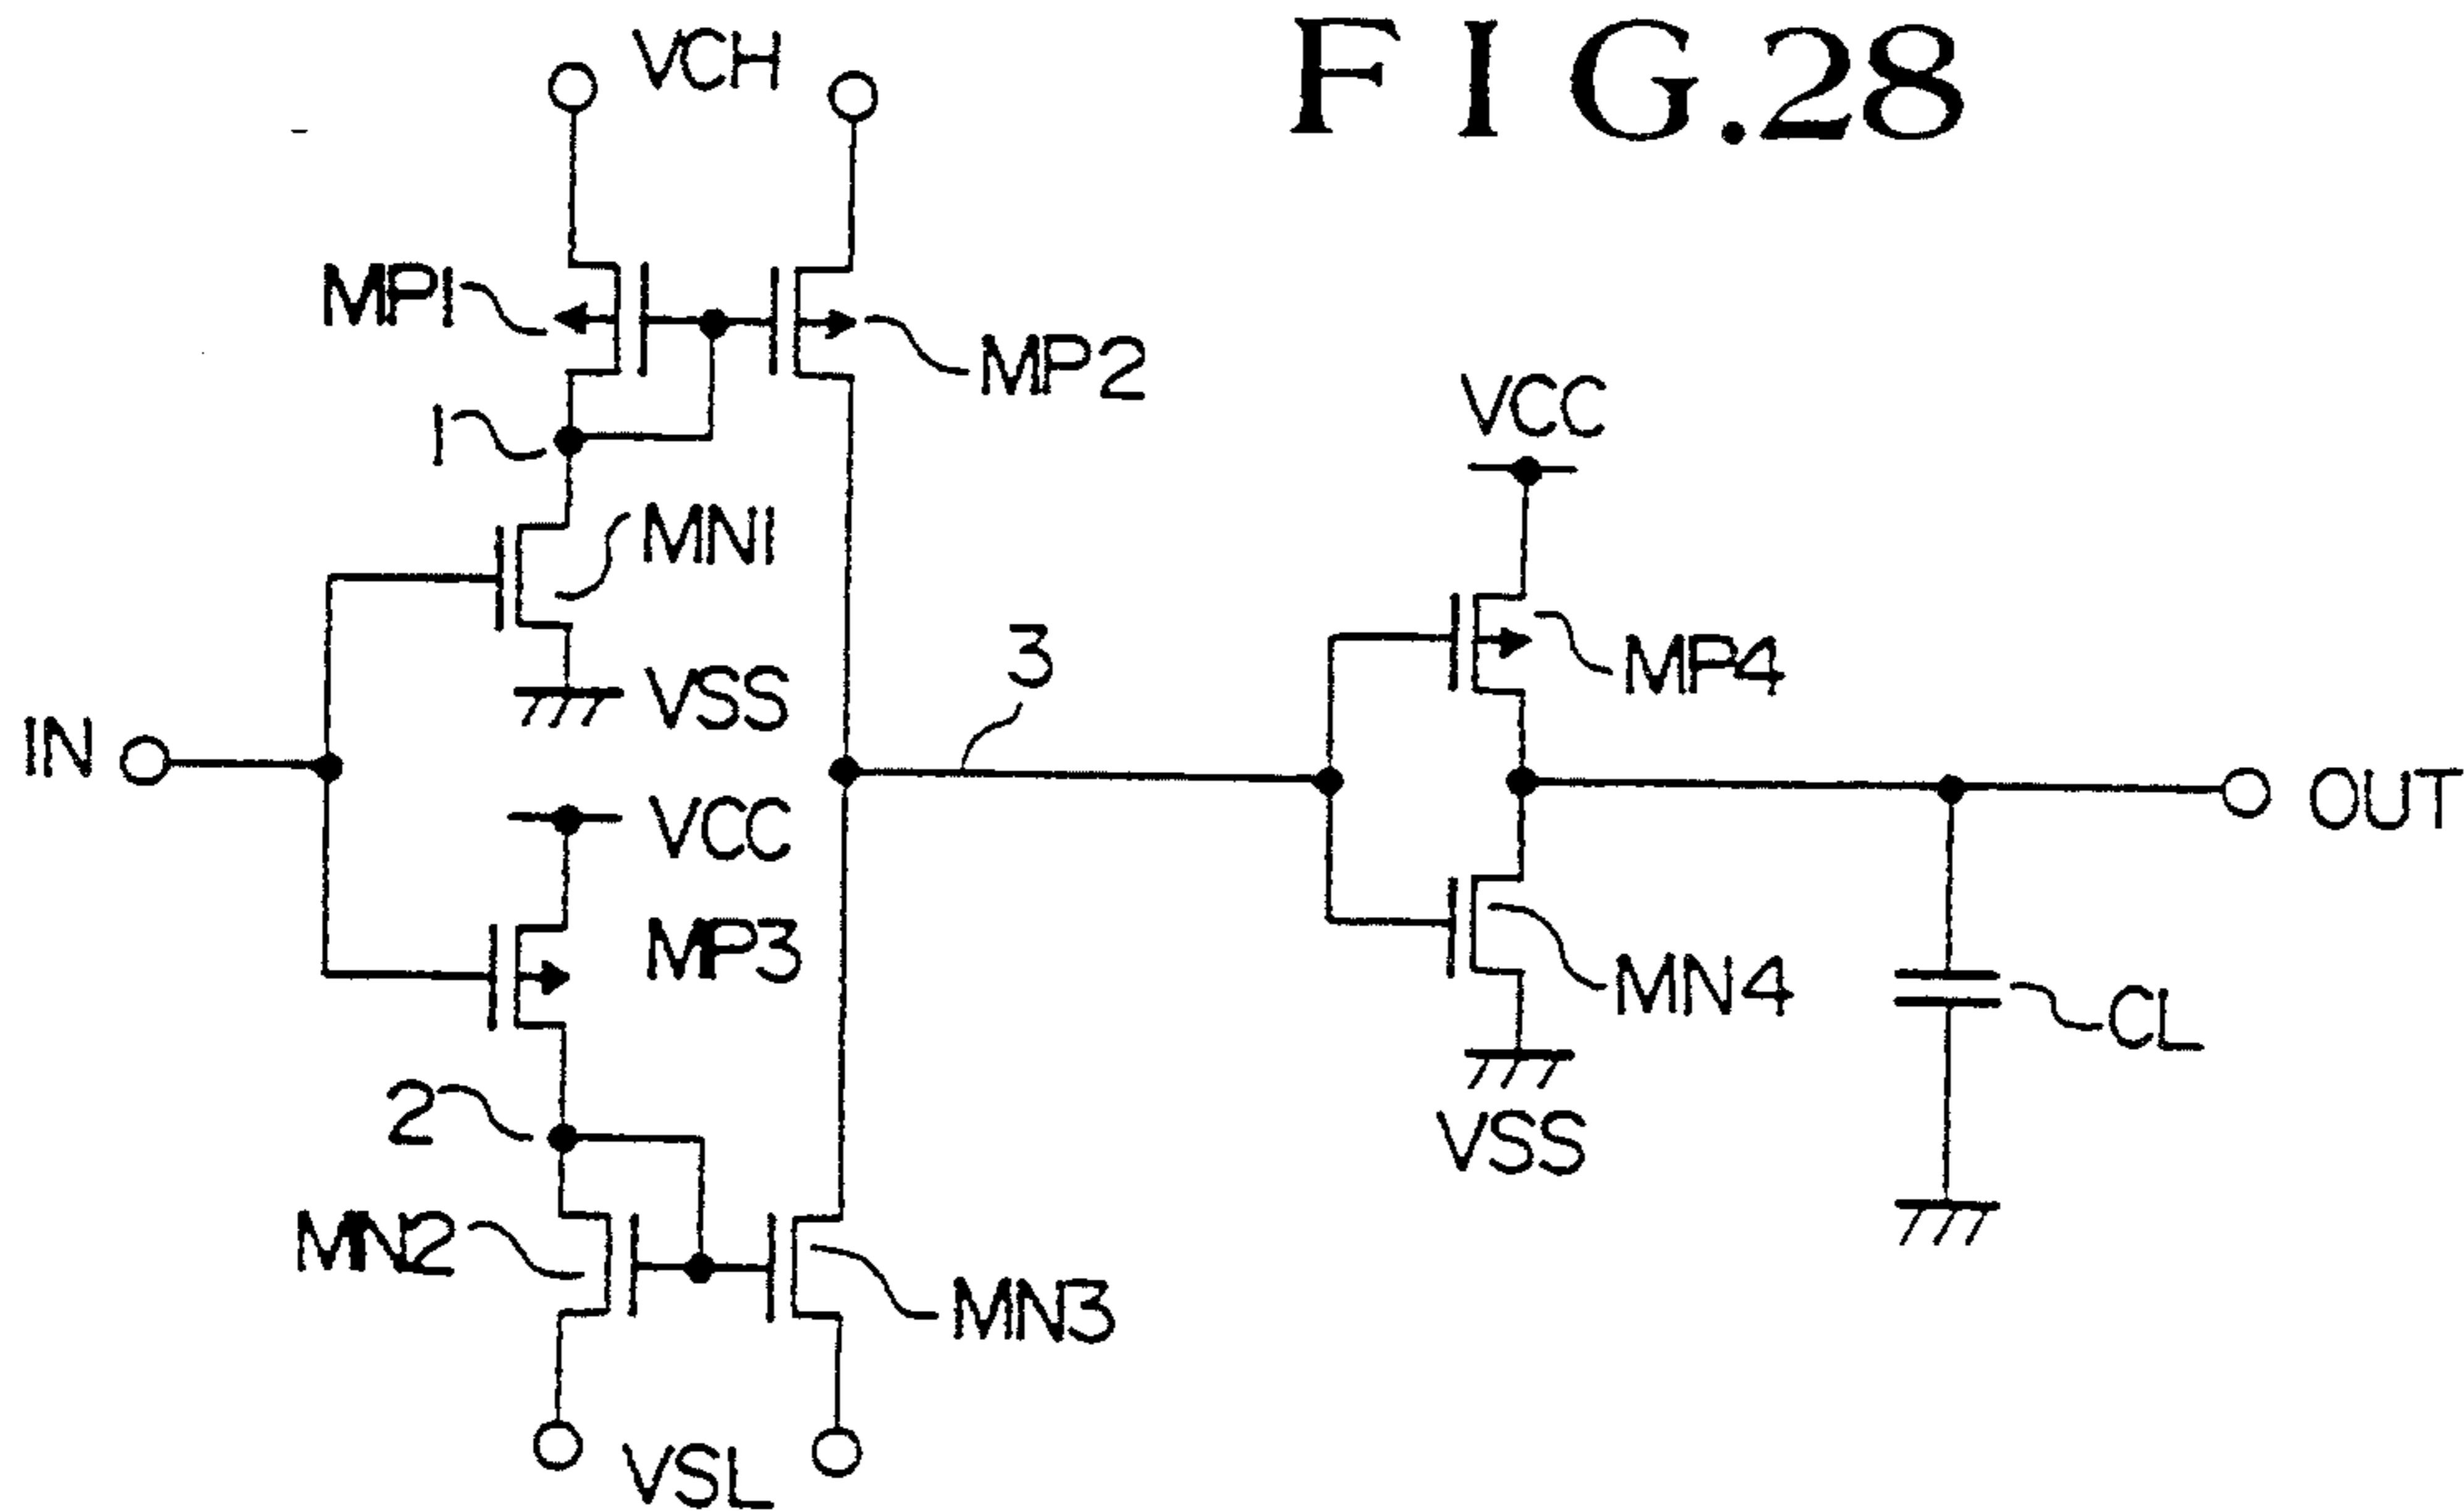 FIG.28
VCH
MP1
MP2
1
MN1
VSS
IN
VCC
MP3
2
MN2
MN3
VSL
3
VCC
MP4
MN4
VSS
OUT
CL